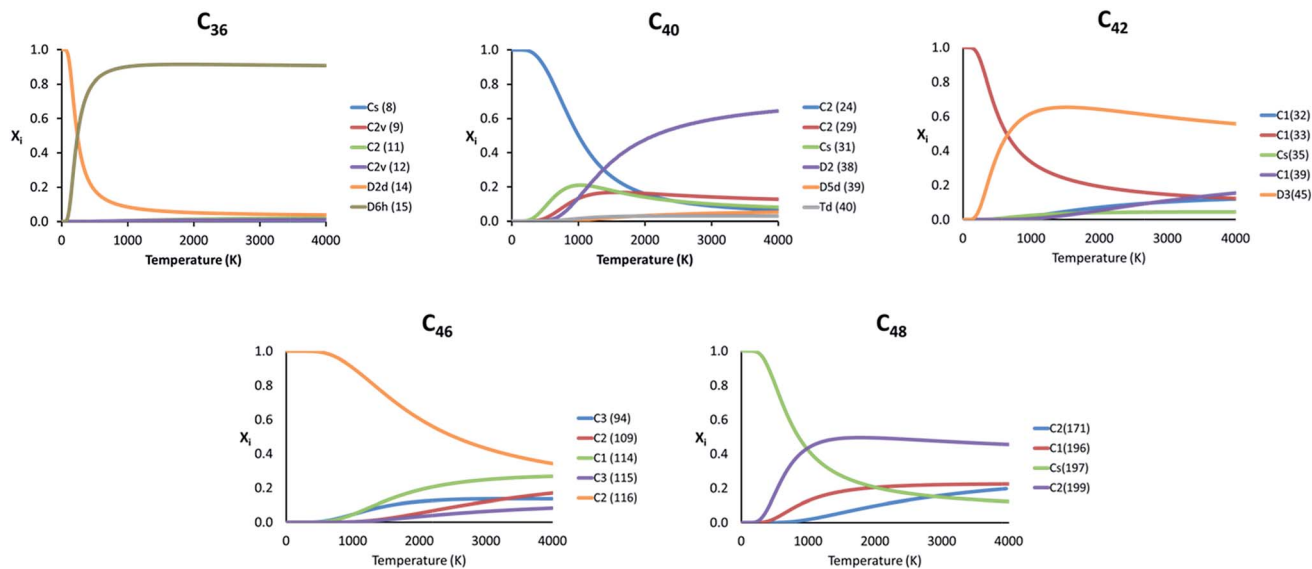 C36
1.0
0.8
0.6
Xi
0.4
0.2
0.0
0 1000 2000 3000 4000
Temperature (K)
Cs (8)
C2v (9)
C2 (11)
C2v (12)
D2d (14)
D6h (15)
C40
1.0
0.8
0.6
Xi
0.4
0.2
0.0
0 1000 2000 3000 4000
Temperature (K)
C2 (24)
C2 (29)
Cs (31)
D2 (38)
D5d (39)
Td (40)
C42
1.0
0.8
0.6
Xi
0.4
0.2
0.0
0 1000 2000 3000 4000
Temperature (K)
C1(32)
C1(33)
Cs(35)
C1(39)
D3(45)
C46
1.0
0.8
0.6
Xi
0.4
0.2
0.0
0 1000 2000 3000 4000
Temperature (K)
C3 (94)
C2 (109)
C1 (114)
C3 (115)
C2 (116)
C48
1.0
0.8
0.6
Xi
0.4
0.2
0.0
0 1000 2000 3000 4000
Temperature (K)
C2(171)
C1(196)
Cs(197)
C2(199)